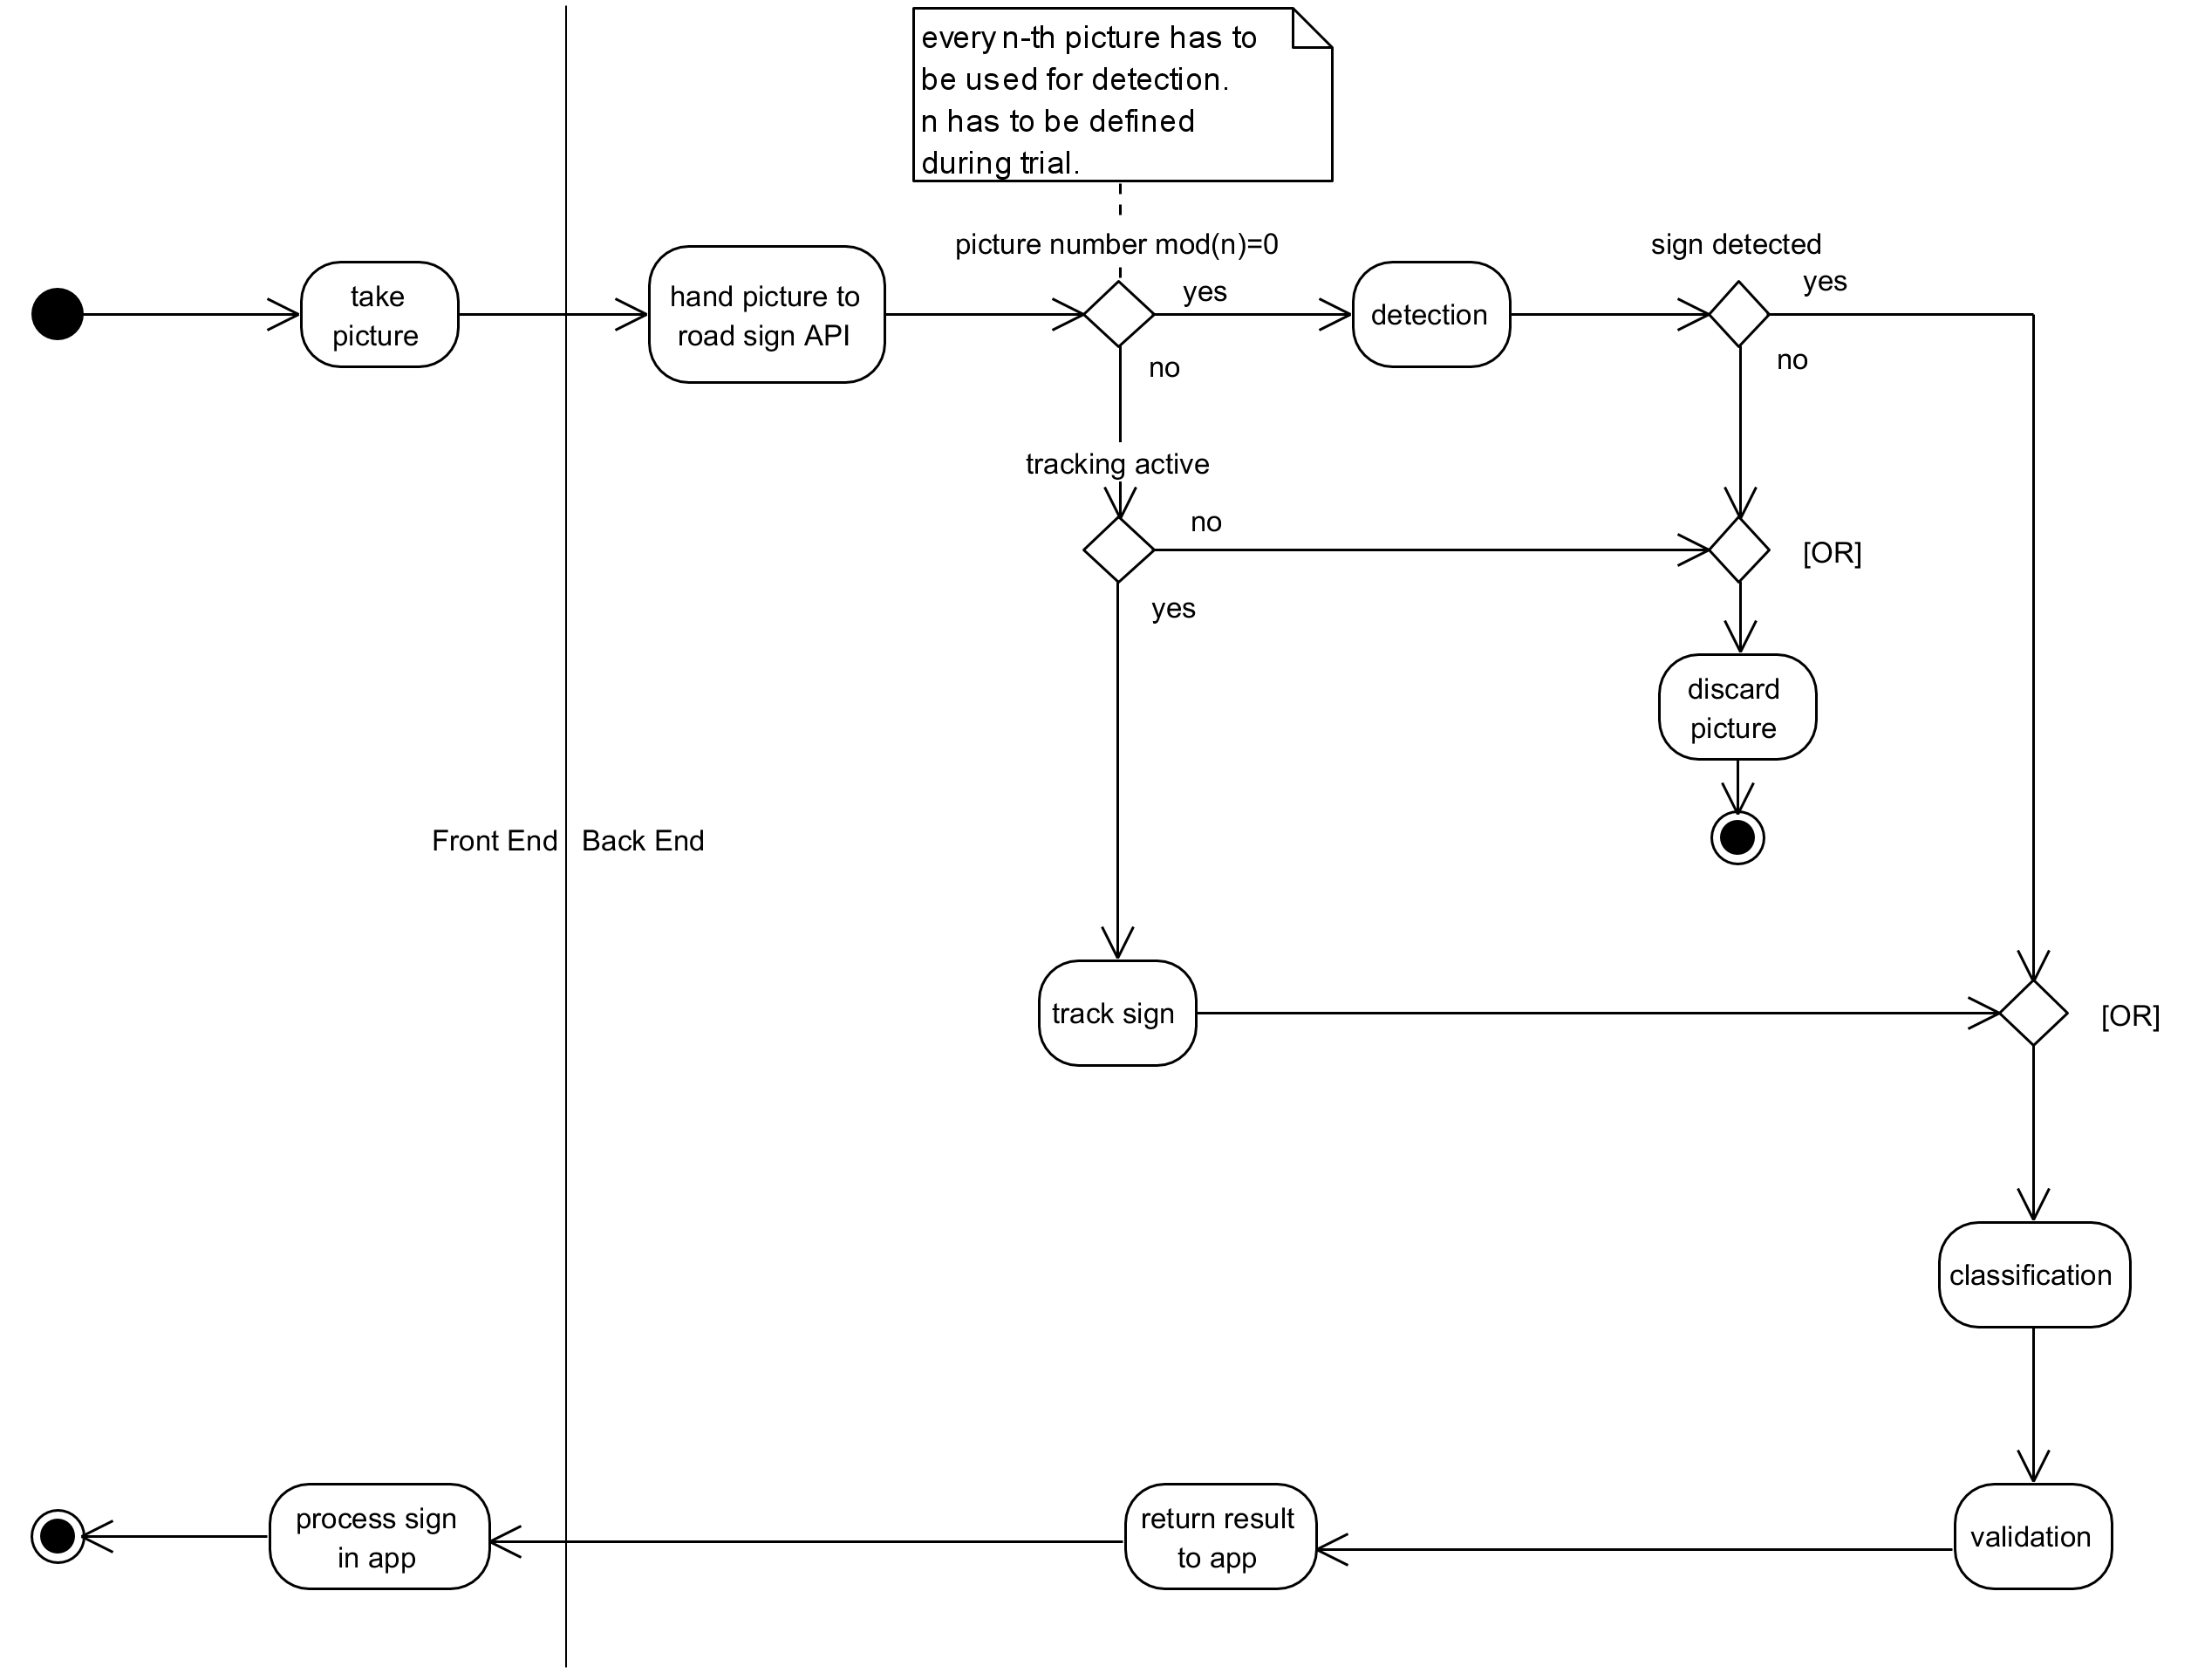 every n-th picture has to
be used for detection.
n has to be defined
during trial.
picture number mod(n)=0
sign detected
yes
yes
take
picture
hand picture to
road sign API
detection
no
no
tracking active
no
[OR]
yes
discard
picture
Front End
Back End
track sign
[OR]
classification
process sign
in app
return result
to app
validation